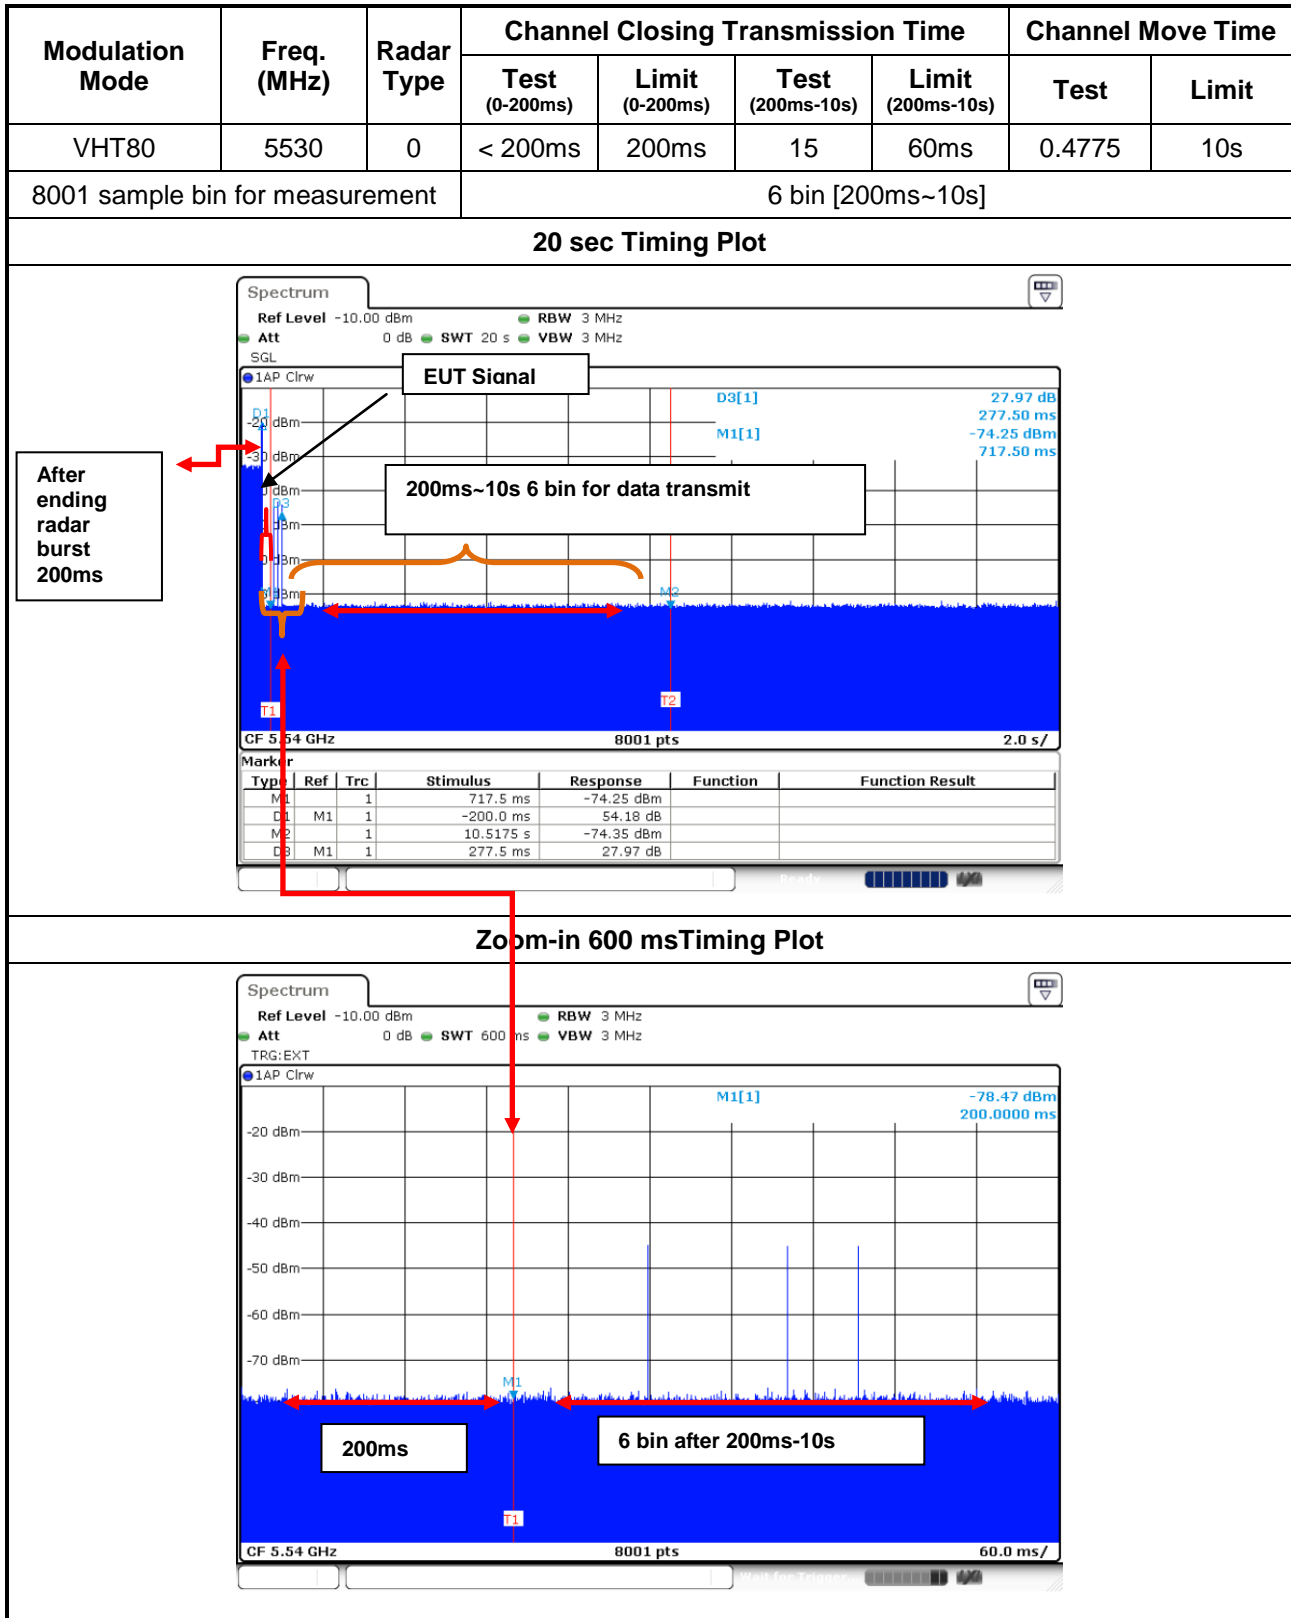 Modulation Mode Freq. (MHz) Radar Type Channel Closing Transmission Time Channel Move Time
Test (0-200ms) Limit (0-200ms) Test (200ms-10s) Limit (200ms-10s) Test Limit
VHT80 5530 0 < 200ms 200ms 15 60ms 0.4775 10s
8001 sample bin for measurement 6 bin [200ms~10s]
20 sec Timing Plot
Spectrum
Ref Level -10.00 dBm RBW 3 MHz
Att 0 dB SWT 20 s VBW 3 MHz
SGL
1AP Clrw
EUT Signal
D3[1] 27.97 dB
277.50 ms
M1[1] -74.25 dBm
717.50 ms
D1
-20 dBm
-30 dBm
After
ending
radar
burst
200ms
200ms~10s 6 bin for data transmit
D3
M2
T1
T2
CF 5.54 GHz 8001 pts 2.0 s/
Marker
Type Ref Trc Stimulus Response Function Function Result
M1 1 717.5 ms -74.25 dBm
D1 M1 1 -200.0 ms 54.18 dB
M2 1 10.5175 s -74.35 dBm
D3 M1 1 277.5 ms 27.97 dB
Ready
Zoom-in 600 msTiming Plot
Spectrum
Ref Level -10.00 dBm RBW 3 MHz
Att 0 dB SWT 600 ms VBW 3 MHz
TRG:EXT
1AP Clrw
M1[1] -78.47 dBm
200.0000 ms
-20 dBm
-30 dBm
-40 dBm
-50 dBm
-60 dBm
-70 dBm
M1
200ms
6 bin after 200ms-10s
T1
CF 5.54 GHz 8001 pts 60.0 ms/
Wait for Trigger...